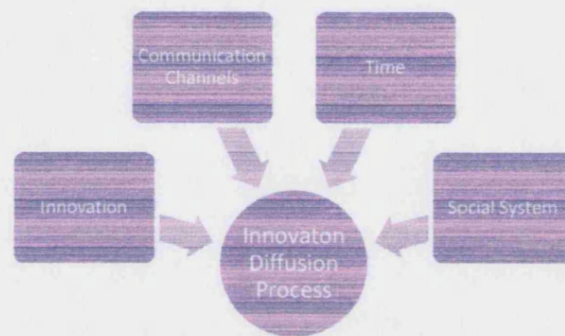 Communication
Channels
Time
Innovation
Social System
Innovaton
Diffusion
Process